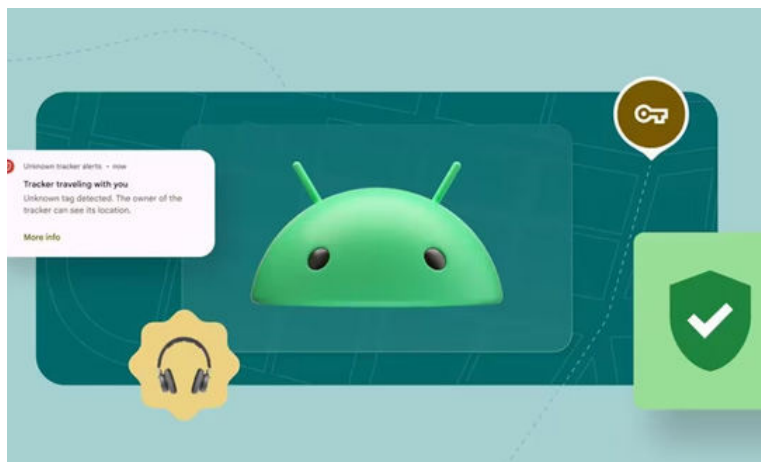 Unknown tracker alerts • now
Tracker traveling with you
Unknown tag detected. The owner of the
tracker can see its location.
More info